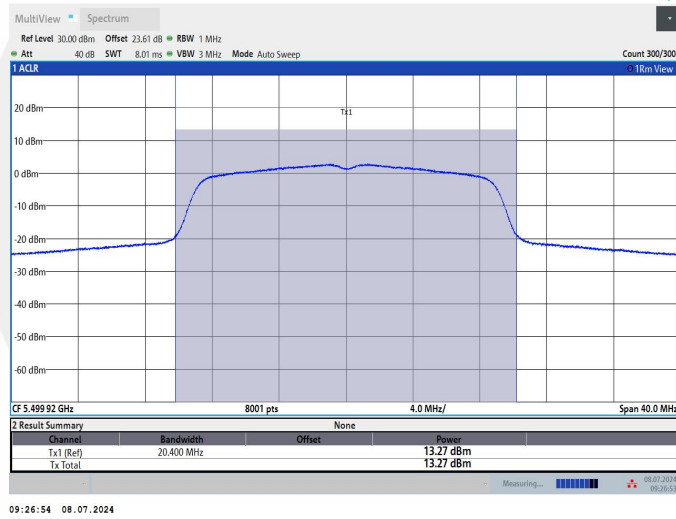 MultiView Spectrum
Ref Level 30.00 dBm Offset 23.61 dB RBW 1 MHz
Att 40 dB SWT 8.01 ms VBW 3 MHz Mode Auto Sweep Count 300/300
1 ACLR 1Rm View
Tx1
20 dBm
10 dBm
0 dBm
-10 dBm
-20 dBm
-30 dBm
-40 dBm
-50 dBm
-60 dBm
CF 5.499 92 GHz 8001 pts 4.0 MHz/ Span 40.0 MHz
2 Result Summary None
Channel Bandwidth Offset Power
Tx1 (Ref) 20.400 MHz 13.27 dBm
Tx Total 13.27 dBm
Measuring... 08.07.2024
09:26:53
09:26:54 08.07.2024